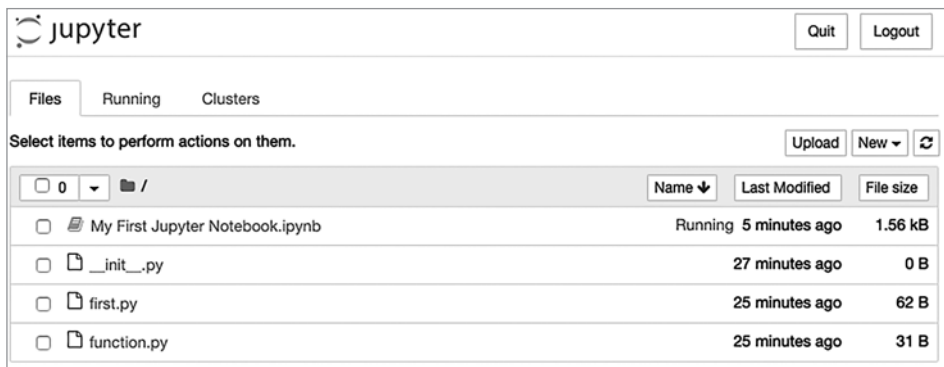 jupyter
Quit Logout
Files Running Clusters
Select items to perform actions on them.
Upload New
0 / Name Last Modified File size
My First Jupyter Notebook.ipynb Running 5 minutes ago 1.56 kB
__init__.py 27 minutes ago 0 B
first.py 25 minutes ago 62 B
function.py 25 minutes ago 31 B